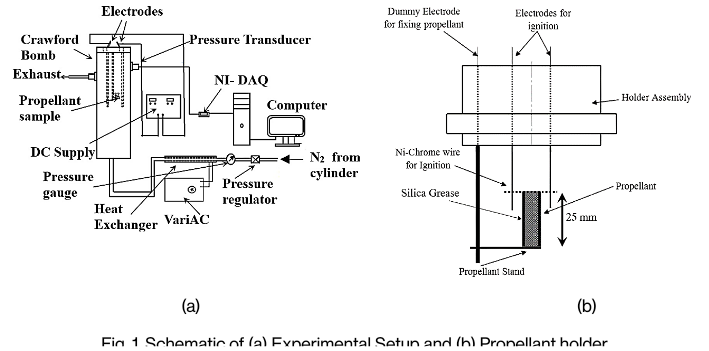 Electrodes
Crawford
Bomb
Pressure Transducer
Exhaust
NI- DAQ
Propellant
sample
Computer
DC Supply
N2 from
cylinder
Pressure
gauge
Pressure
regulator
Heat
Exchanger
VariAC
(a)
Dummy Electrode
for fixing propellant
Electrodes for
ignition
Holder Assembly
Ni-Chrome wire
for Ignition
Silica Grease
Propellant
25 mm
Propellant Stand
(b)
Fig. 1 Schematic of (a) Experimental Setup and (b) Propellant holder